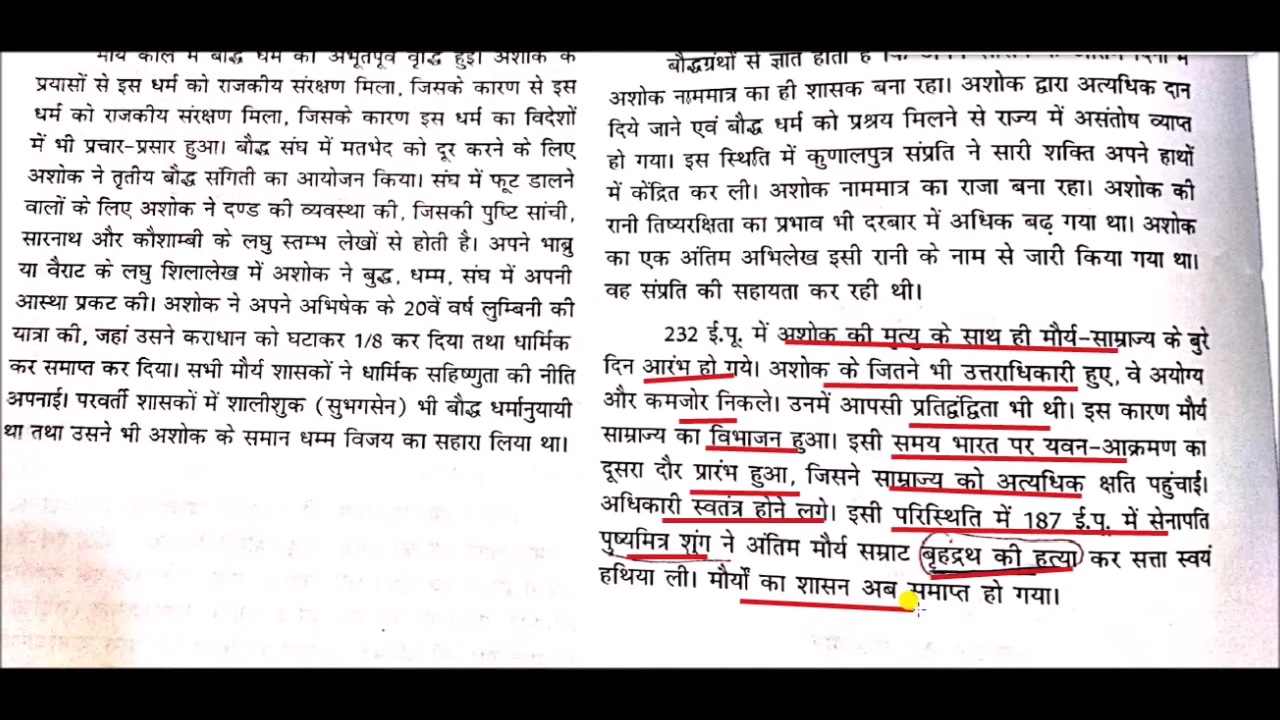 मौर्य काल में बौद्ध धर्म की अभूतपूर्व वृद्धि हुई। अशोक के
प्रयासों से इस धर्म को राजकीय संरक्षण मिला, जिसके कारण से इस
धर्म को राजकीय संरक्षण मिला, जिसके कारण इस धर्म का विदेशों
में भी प्रचार-प्रसार हुआ। बौद्ध संघ में मतभेद को दूर करने के लिए
अशोक ने तृतीय बौद्ध संगिती का आयोजन किया। संघ में फूट डालने
वालों के लिए अशोक ने दण्ड की व्यवस्था की, जिसकी पुष्टि सांची,
सारनाथ और कौशाम्बी के लघु स्तम्भ लेखों से होती है। अपने भाब्रु
या वैराट के लघु शिलालेख में अशोक ने बुद्ध, धम्म, संघ में अपनी
आस्था प्रकट की। अशोक ने अपने अभिषेक के 20वें वर्ष लुम्बिनी की
यात्रा की, जहां उसने कराधान को घटाकर 1/8 कर दिया तथा धार्मिक
कर समाप्त कर दिया। सभी मौर्य शासकों ने धार्मिक सहिष्णुता की नीति
अपनाई। परवर्ती शासकों में शालीशुक (सुभगसेन) भी बौद्ध धर्मानुयायी
था तथा उसने भी अशोक के समान धम्म विजय का सहारा लिया था।
बौद्धग्रंथों से ज्ञात होता है
अशोक नाममात्र का ही शासक बना रहा। अशोक द्वारा अत्यधिक दान
दिये जाने एवं बौद्ध धर्म को प्रश्रय मिलने से राज्य में असंतोष व्याप्त
हो गया। इस स्थिति में कुणालपुत्र संप्रति ने सारी शक्ति अपने हाथों
में केंद्रित कर ली। अशोक नाममात्र का राजा बना रहा। अशोक की
रानी तिष्यरक्षिता का प्रभाव भी दरबार में अधिक बढ़ गया था। अशोक
का एक अंतिम अभिलेख इसी रानी के नाम से जारी किया गया था।
वह संप्रति की सहायता कर रही थी।
232 ई.पू. में अशोक की मृत्यु के साथ ही मौर्य-साम्राज्य के बुरे
दिन आरंभ हो गये। अशोक के जितने भी उत्तराधिकारी हुए, वे अयोग्य
और कमजोर निकले। उनमें आपसी प्रतिद्वंद्विता भी थी। इस कारण मौर्य
साम्राज्य का विभाजन हुआ। इसी समय भारत पर यवन-आक्रमण का
दूसरा दौर प्रारंभ हुआ, जिसने साम्राज्य को अत्यधिक क्षति पहुंचाई।
अधिकारी स्वतंत्र होने लगे। इसी परिस्थिति में 187 ई.पू. में सेनापति
पुष्यमित्र शृंग ने अंतिम मौर्य सम्राट बृहंद्रथ की हत्या कर सत्ता स्वयं
हथिया ली। मौर्यों का शासन अब समाप्त हो गया।